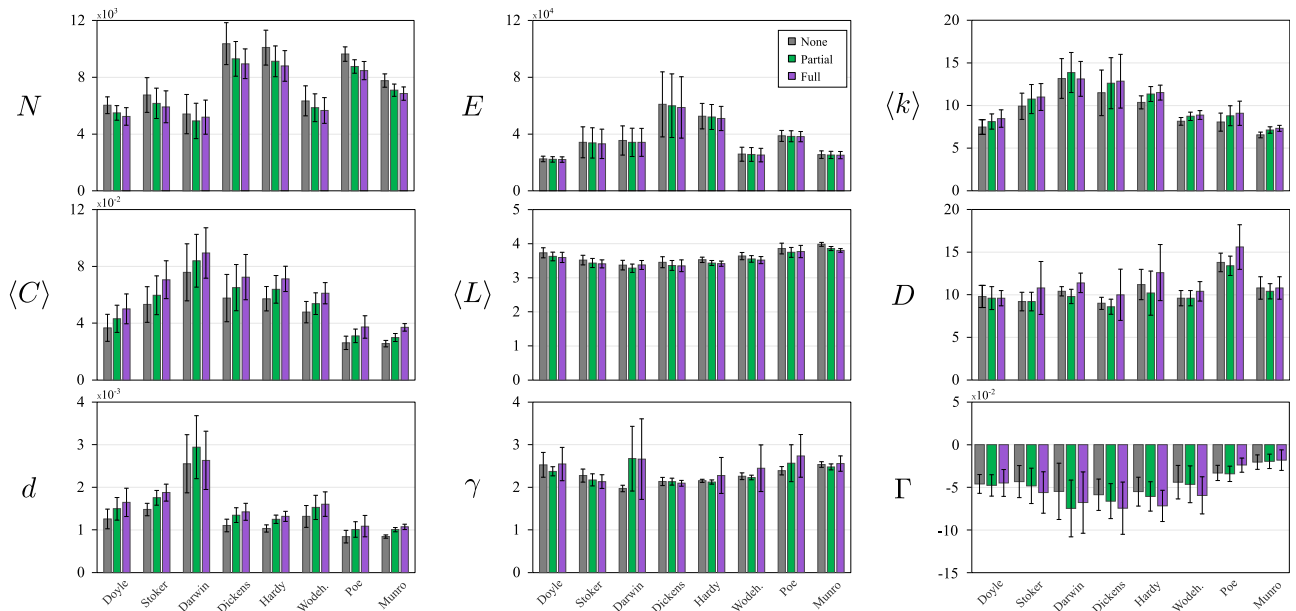 x10³
12
8
4
0
N
x10⁴
12
8
4
0
E
None
Partial
Full
20
15
10
5
0
⟨k⟩
x10⁻²
12
8
4
0
⟨C⟩
5
4
3
2
1
0
⟨L⟩
20
15
10
5
0
D
x10⁻³
4
3
2
1
0
d
Doyle Stoker Darwin Dickens Hardy Wodeh. Poe Munro
4
3
2
1
0
γ
Doyle Stoker Darwin Dickens Hardy Wodeh. Poe Munro
x10⁻²
5
0
-5
-10
-15
Γ
Doyle Stoker Darwin Dickens Hardy Wodeh. Poe Munro